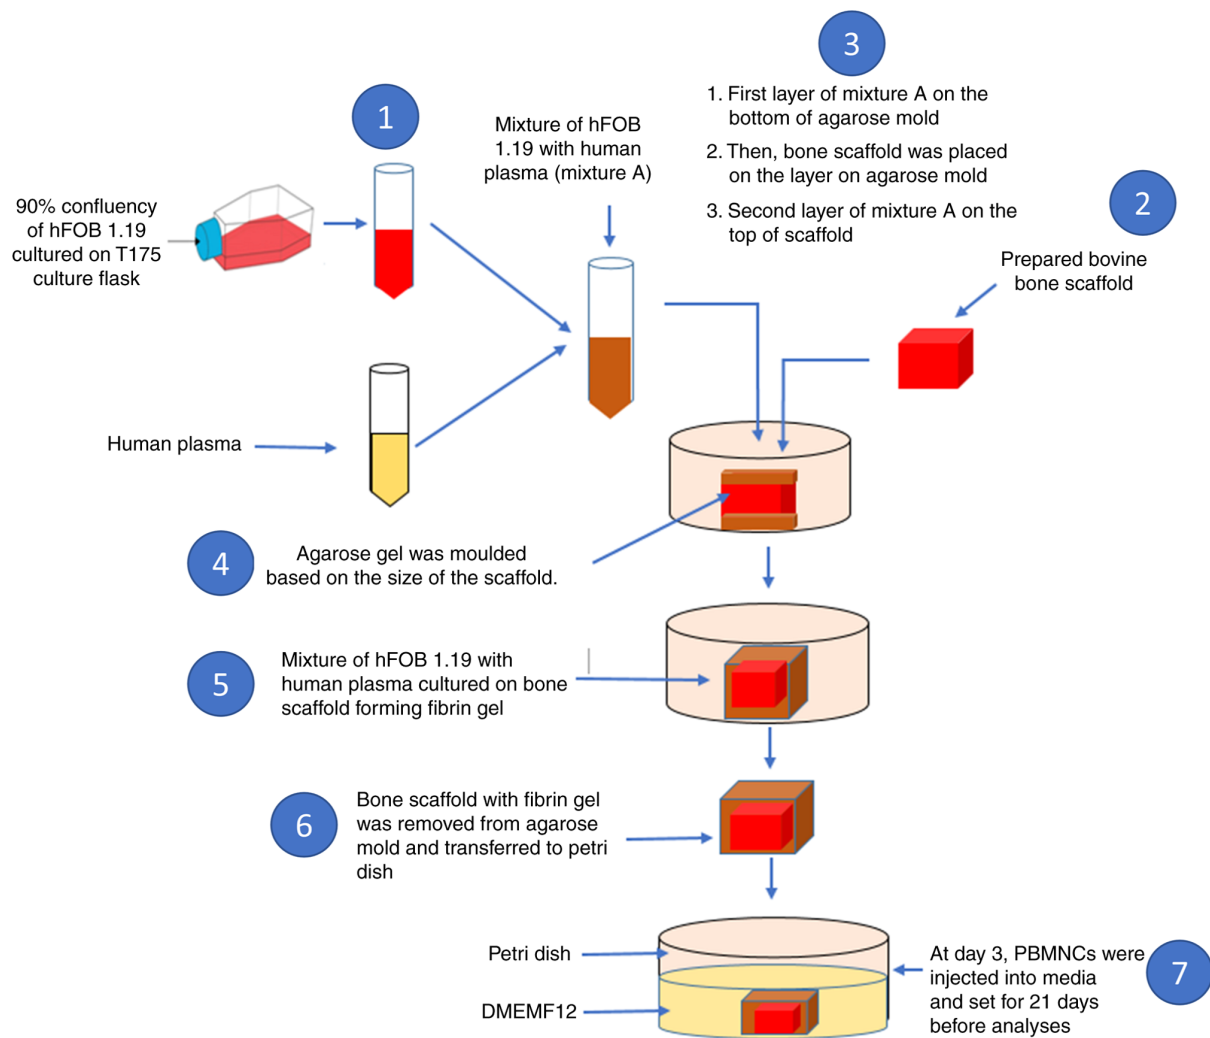 1
90% confluency
of hFOB 1.19
cultured on T175
culture flask
Mixture of hFOB
1.19 with human
plasma (mixture A)
3
1. First layer of mixture A on the
bottom of agarose mold
2. Then, bone scaffold was placed
on the layer on agarose mold
3. Second layer of mixture A on the
top of scaffold
2
Prepared bovine
bone scaffold
Human plasma
4
Agarose gel was moulded
based on the size of the scaffold.
5
Mixture of hFOB 1.19 with
human plasma cultured on bone
scaffold forming fibrin gel
6
Bone scaffold with fibrin gel
was removed from agarose
mold and transferred to petri
dish
Petri dish
DMEMF12
At day 3, PBMNCs were
injected into media
and set for 21 days
before analyses
7